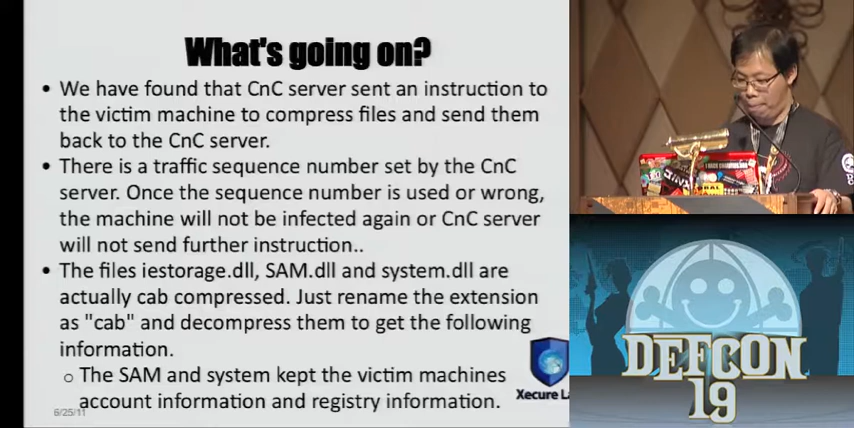 What's going on?
• We have found that CnC server sent an instruction to
the victim machine to compress files and send them
back to the CnC server.
• There is a traffic sequence number set by the CnC
server. Once the sequence number is used or wrong,
the machine will not be infected again or CnC server
will not send further instruction..
• The files iestorage.dll, SAM.dll and system.dll are
actually cab compressed. Just rename the extension
as "cab" and decompress them to get the following
information.
o The SAM and system kept the victim machines
account information and registry information.
6/25/11
Xecure La
DEFCON
19